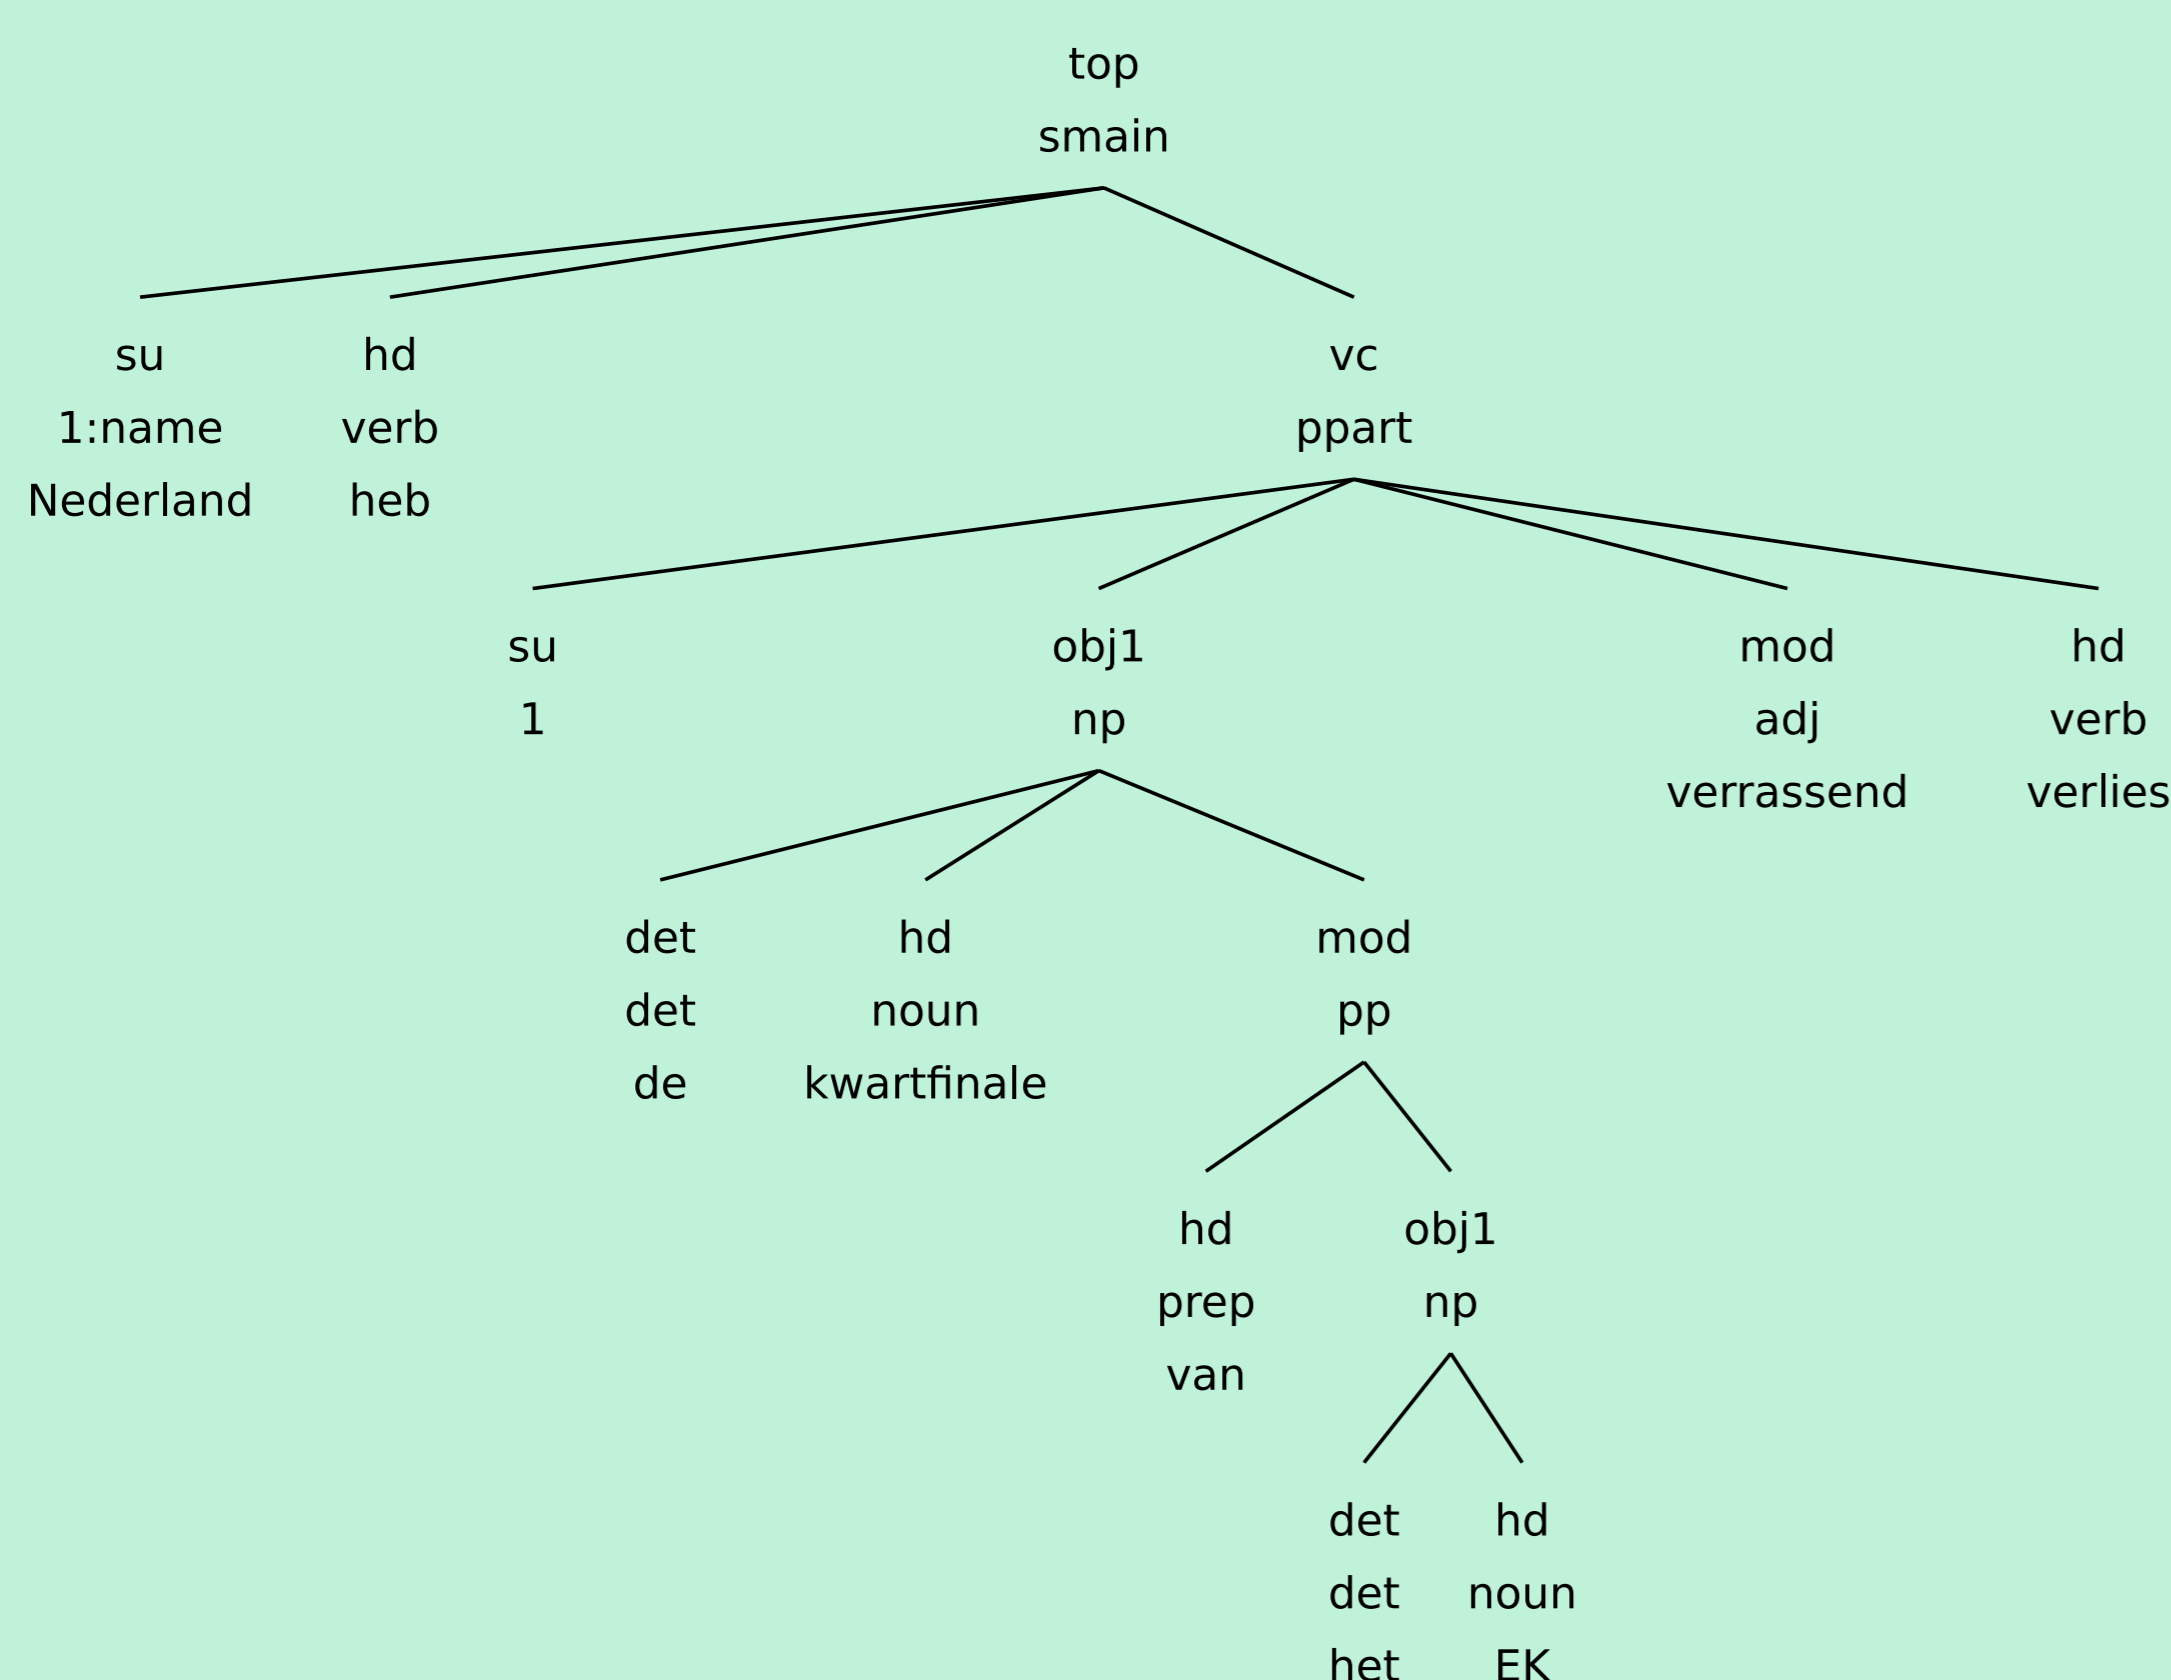 top
smain
su hd vc
1:name verb ppart
Nederland heb
su obj1 mod hd
1 np adj verb
verrassend verlies
det hd mod
det noun pp
de kwartfinale
hd obj1
prep np
van
det hd
det noun
het EK